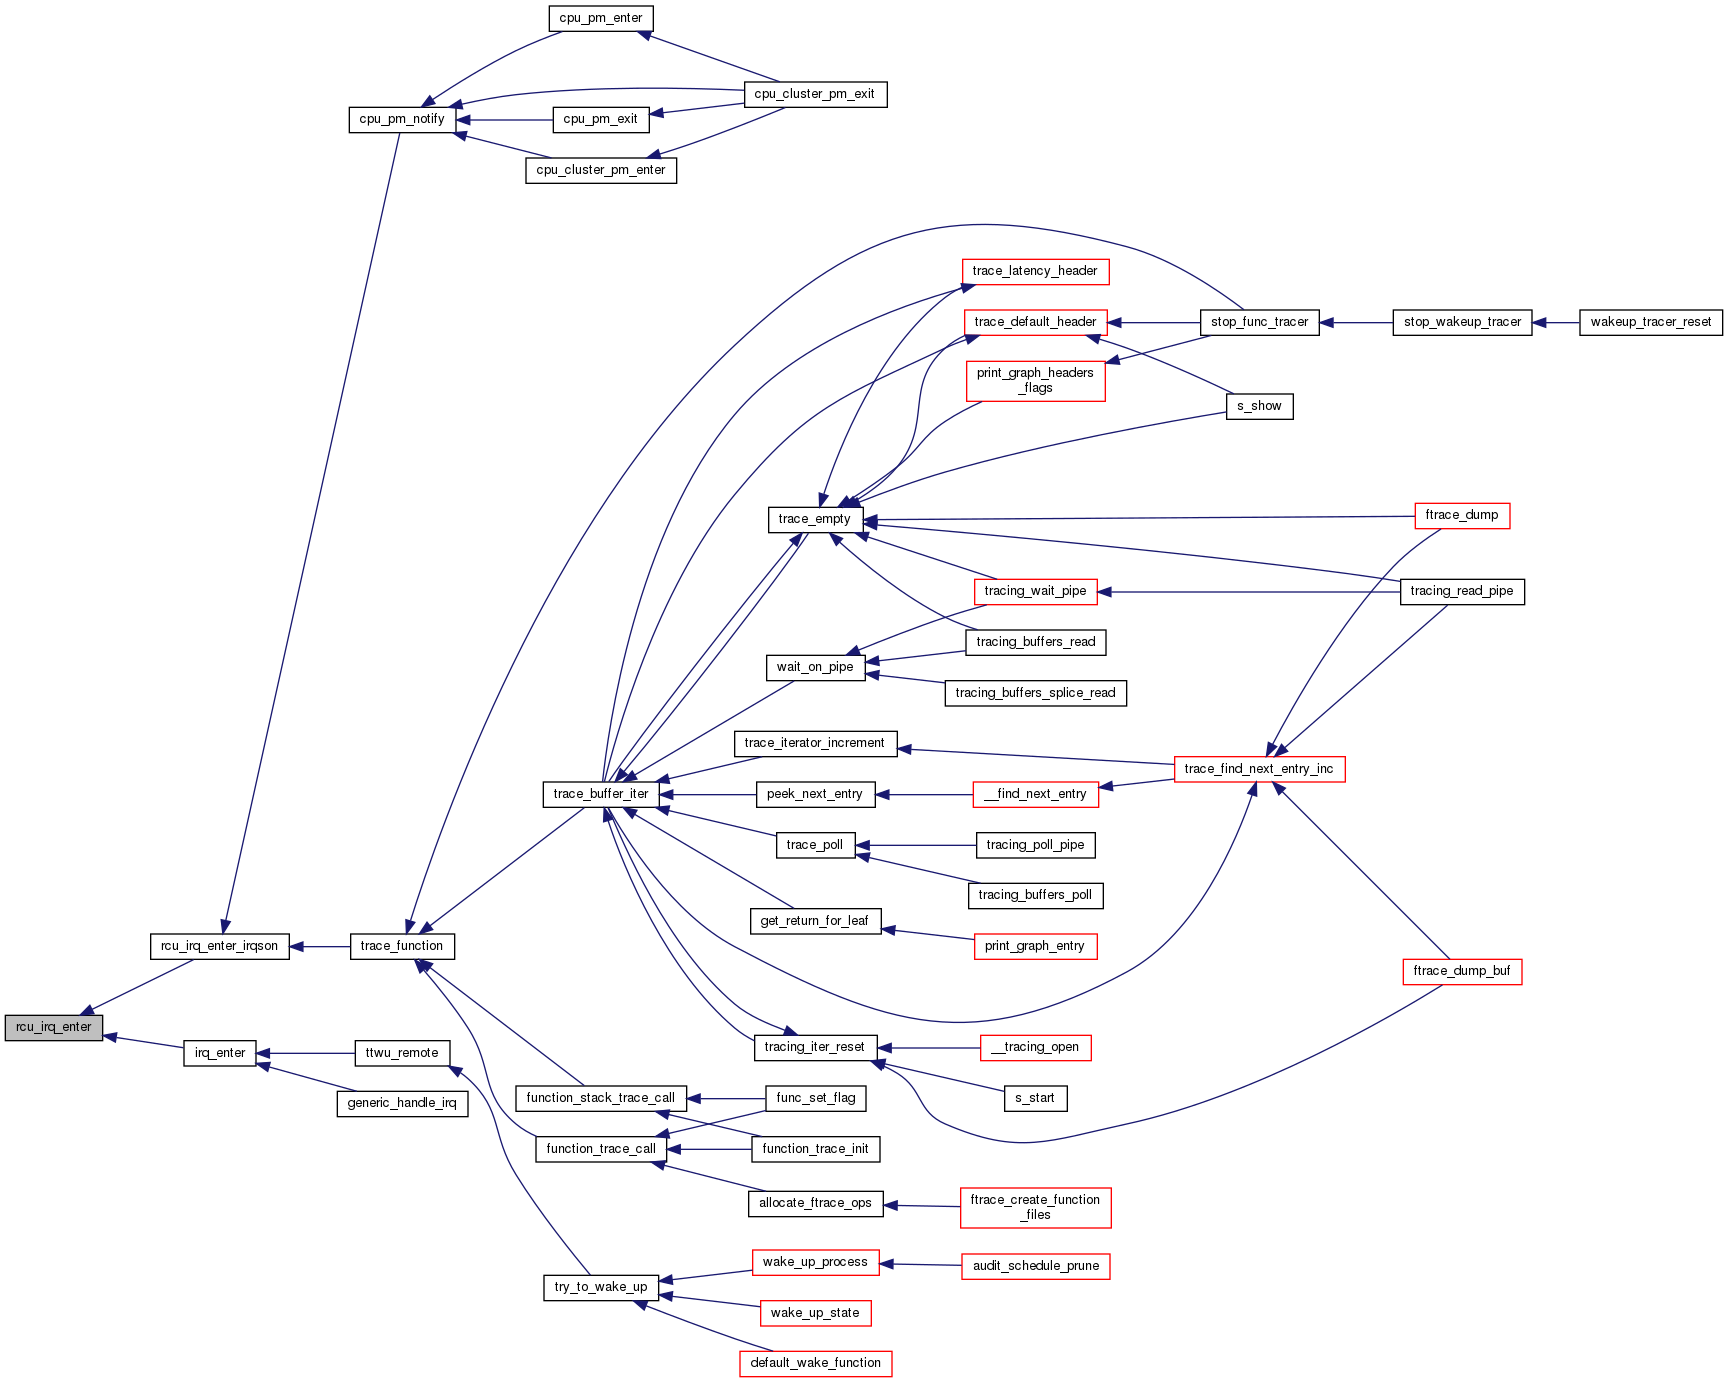 cpu_pm_enter
cpu_cluster_pm_exit
cpu_pm_notify
cpu_pm_exit
cpu_cluster_pm_enter
trace_latency_header
trace_default_header
stop_func_tracer
stop_wakeup_tracer
wakeup_tracer_reset
print_graph_headers
_flags
s_show
trace_empty
ftrace_dump
tracing_wait_pipe
tracing_read_pipe
tracing_buffers_read
wait_on_pipe
tracing_buffers_splice_read
trace_iterator_increment
trace_find_next_entry_inc
trace_buffer_iter
peek_next_entry
__find_next_entry
trace_poll
tracing_poll_pipe
tracing_buffers_poll
get_return_for_leaf
rcu_irq_enter_irqson
trace_function
print_graph_entry
ftrace_dump_buf
rcu_irq_enter
irq_enter
ttwu_remote
tracing_iter_reset
__tracing_open
generic_handle_irq
function_stack_trace_call
func_set_flag
s_start
function_trace_call
function_trace_init
allocate_ftrace_ops
ftrace_create_function
_files
wake_up_process
audit_schedule_prune
try_to_wake_up
wake_up_state
default_wake_function